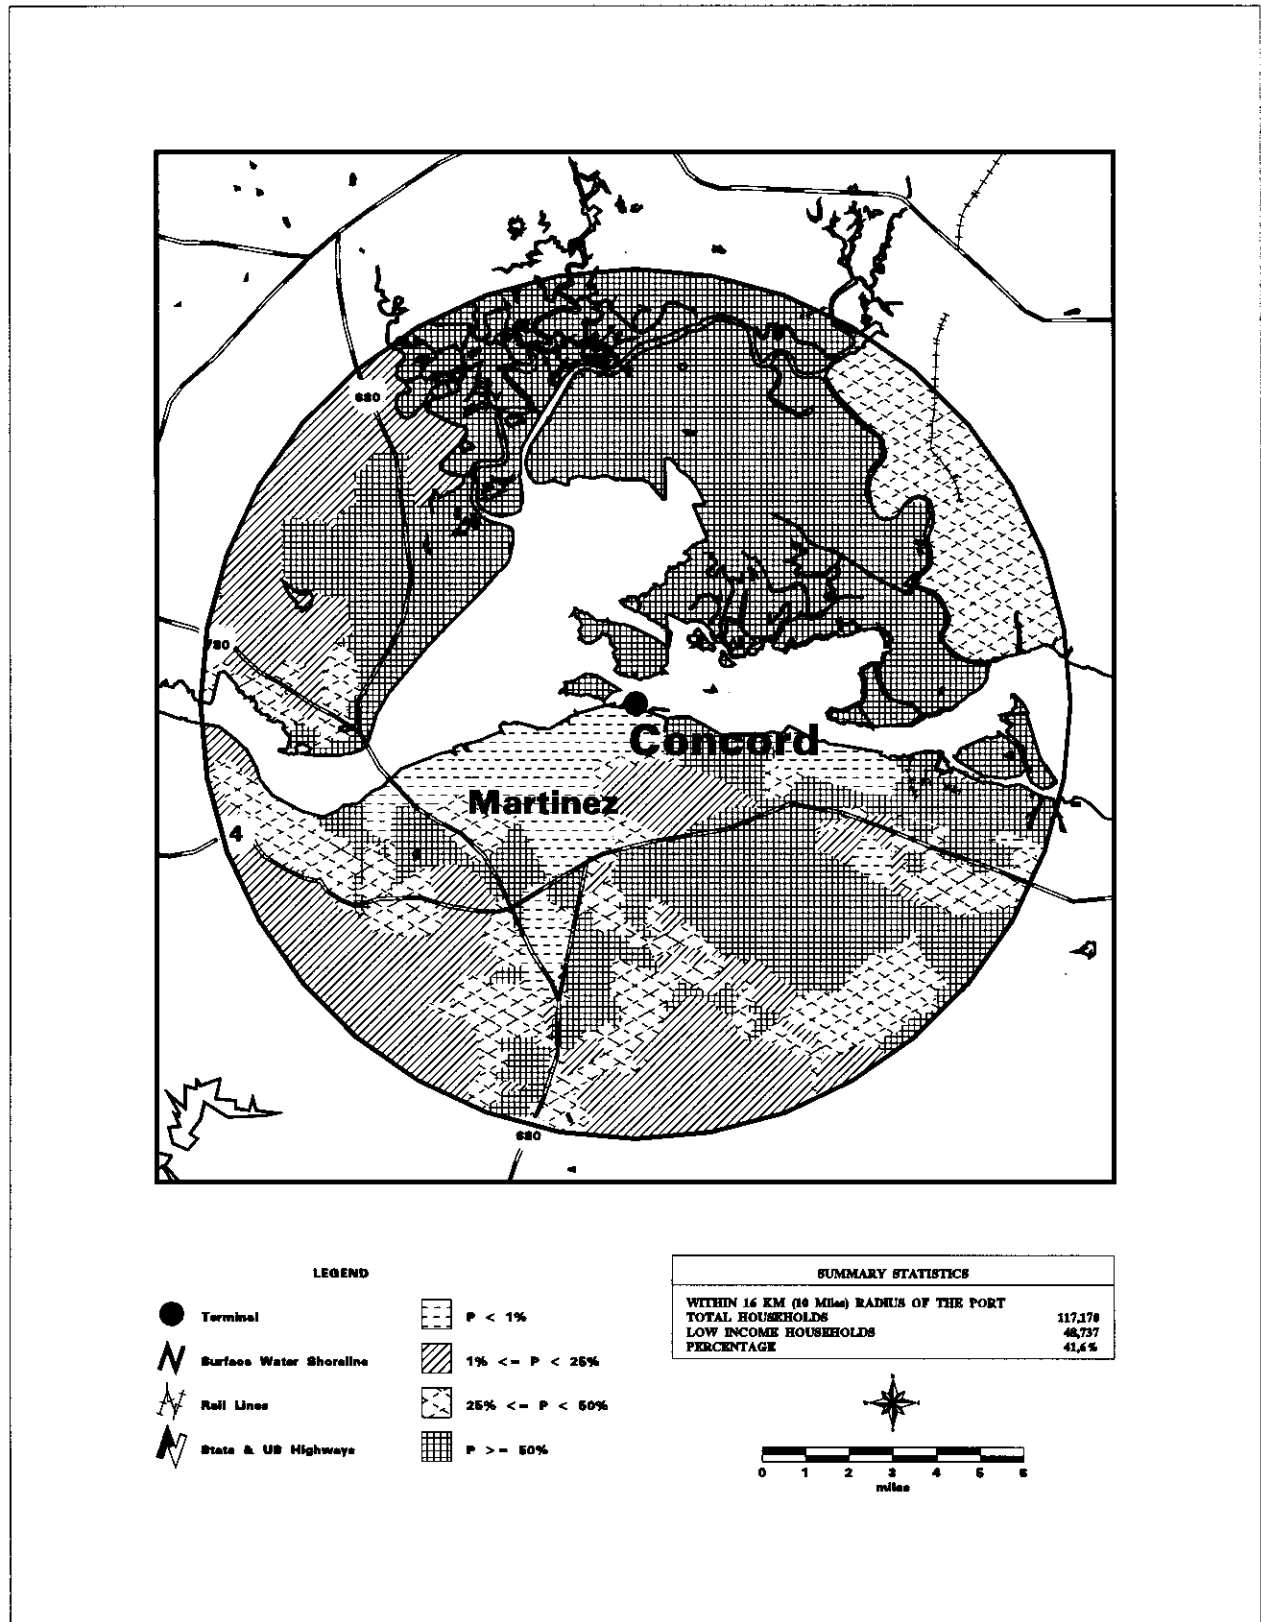 680
780
Concord
Martinez
4
680
LEGEND
Terminal
Surface Water Shoreline
Rail Lines
State & US Highways
P < 1%
1% <= P < 25%
25% <= P < 50%
P >= 50%
SUMMARY STATISTICS
WITHIN 16 KM (10 Miles) RADIUS OF THE PORT
TOTAL HOUSEHOLDS 117,170
LOW INCOME HOUSEHOLDS 48,737
PERCENTAGE 41,6%
0 1 2 3 4 5 6
miles